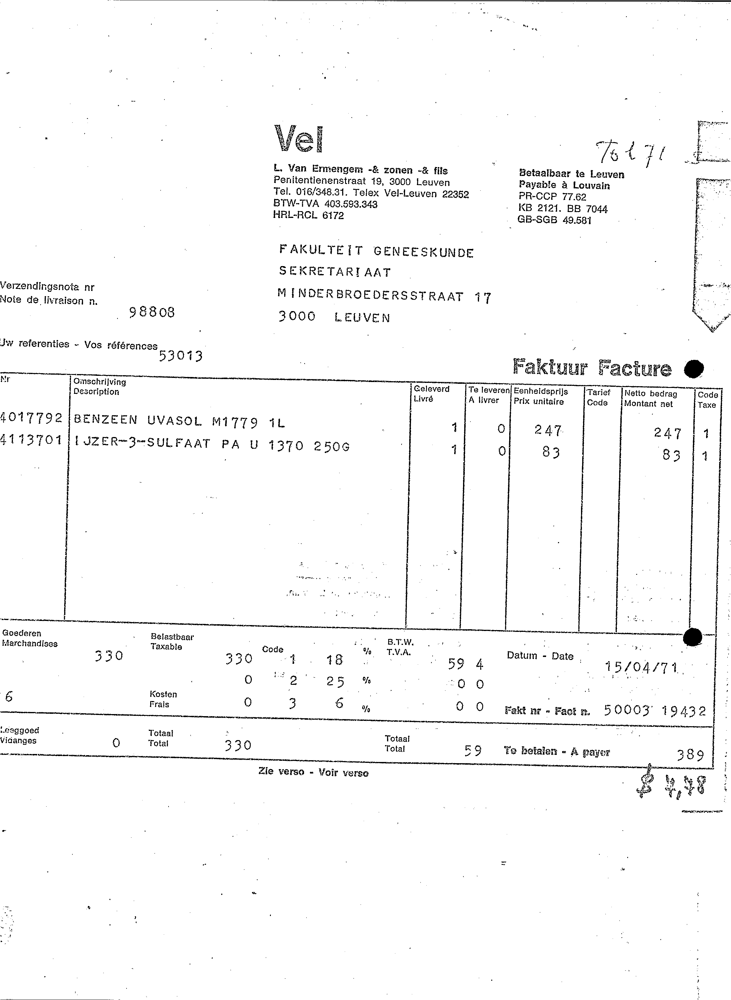 Vel
L. Van Ermengem -& zonen -& fils
Penitentienenstraat 19, 3000 Leuven
Tel. 016/348.31. Telex Vel-Leuven 22352
BTW-TVA 403.593.343
HRL-RCL 6172
Betaalbaar te Leuven
Payable à Louvain
PR-CCP 77.62
KB 2121. BB 7044
GB-SGB 49.581
FAKULTEIT GENEESKUNDE
SEKRETARIAAT
MINDERBROEDERSSTRAAT 17
3000 LEUVEN
Verzendingsnota nr
Note de livraison n.
98808
Uw referenties - Vos références
53013
Faktuur Facture
Nr Omschrijving Geleverd Te leveren Eenheidsprijs Tarief Netto bedrag Code
Description Livré A livrer Prix unitaire Code Montant net Taxe
4017792 BENZEEN UVASOL M1779 1L 1 0 247 247 1
4113701 IJZER-3-SULFAAT PA U 1370 250G 1 0 83 83 1
Goederen Belastbaar Code % B.T.W.
Marchandises Taxable T.V.A. Datum - Date
330 330 1 18 59 4 15/04/71
0 2 25 % 0 0
6 Kosten
Frais 0 3 6 % 0 0 Fakt nr - Fact n. 50003 19432
Leeggoed Totaal Totaal
Vidanges 0 Total 330 Total 59 Te betalen - A payer 389
Zie verso - Voir verso
$ 7,78